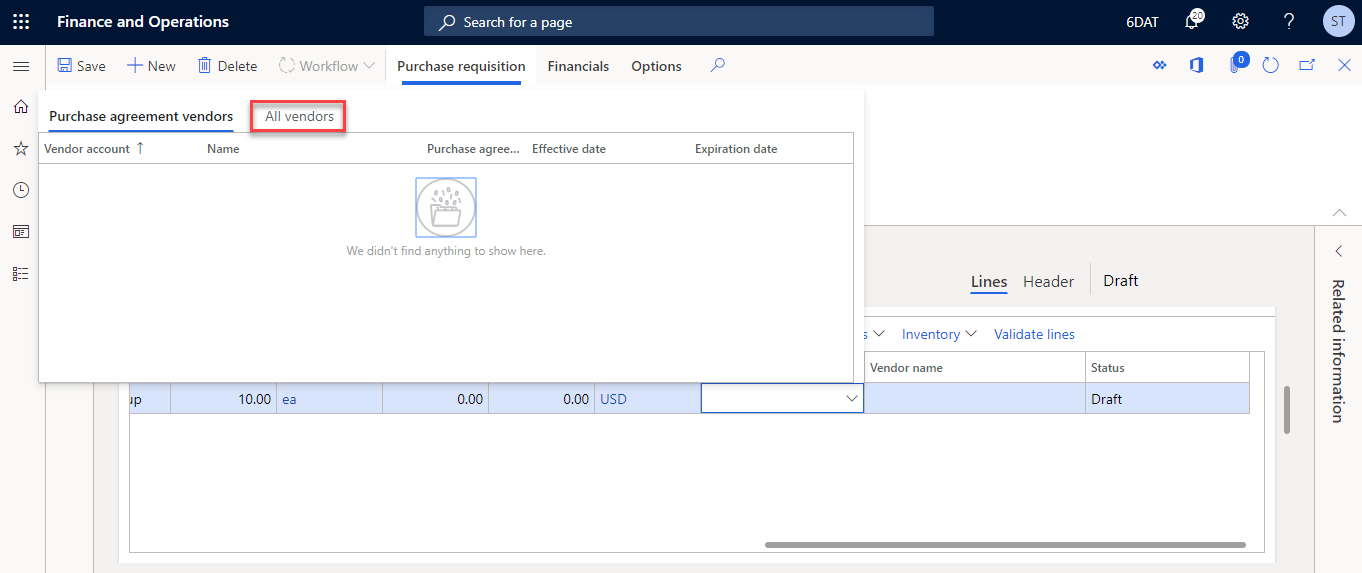 Finance and Operations
Search for a page
6DAT
20
ST
Save
New
Delete
Workflow
Purchase requisition
Financials
Options
0
Purchase agreement vendors
All vendors
Vendor account
Name
Purchase agree...
Effective date
Expiration date
We didn't find anything to show here.
Lines
Header
Draft
Related information
s
Inventory
Validate lines
Vendor name
Status
up
10.00
ea
0.00
0.00
USD
Draft